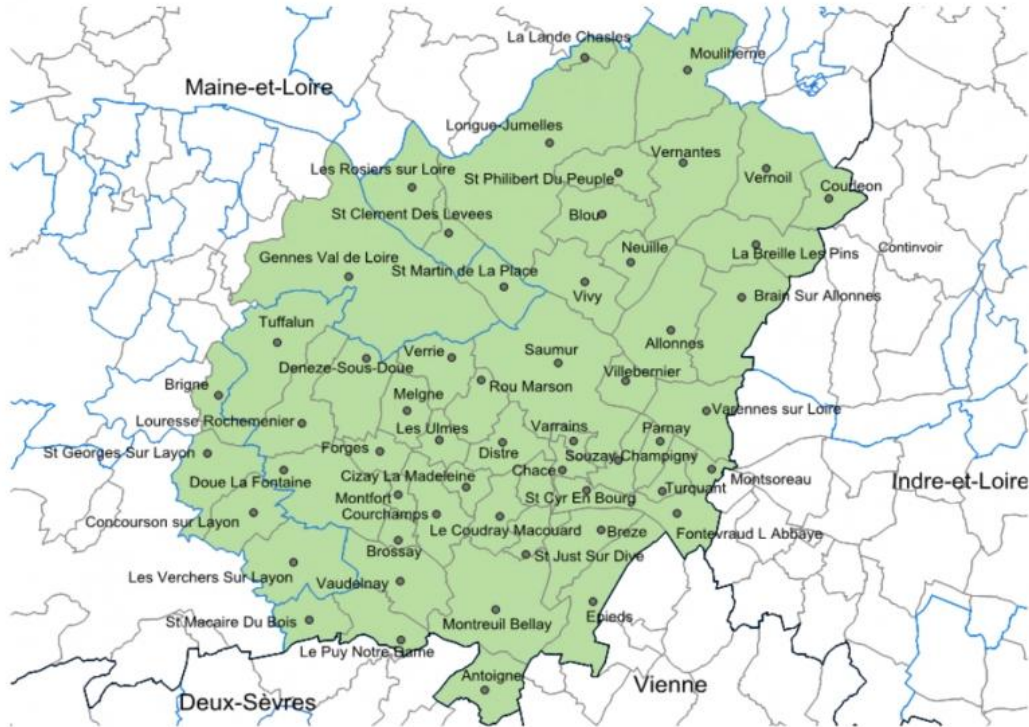 La Lande Chasles
Mouliherne
Maine-et-Loire
Longue-Jumelles
Vernantes
Les Rosiers sur Loire
St Philibert Du Peuple
Vernoil
Courleon
St Clement Des Levees
Blou
Neuille
La Breille Les Pins
Continvoir
Gennes Val de Loire
St Martin de La Place
Vivy
Brain Sur Allonnes
Tuffalun
Allonnes
Verrie
Saumur
Deneze-Sous-Doue
Villebernier
Brigne
Meigne
Rou Marson
Louresse Rochemenier
Varennes sur Loire
Les Ulmes
Varrains
Parnay
St Georges Sur Layon
Forges
Distre
Souzay Champigny
Doue La Fontaine
Cizay La Madeleine
Chace
Montsoreau
Indre-et-Loire
Montfort
St Cyr En Bourg
Turquant
Concourson sur Layon
Courchamps
Le Coudray Macouard
Breze
Fontevraud L Abbaye
Brossay
St Just Sur Dive
Les Verchers Sur Layon
Vaudelnay
St Macaire Du Bois
Montreuil Bellay
Epieds
Le Puy Notre Dame
Antoigne
Vienne
Deux-Sèvres